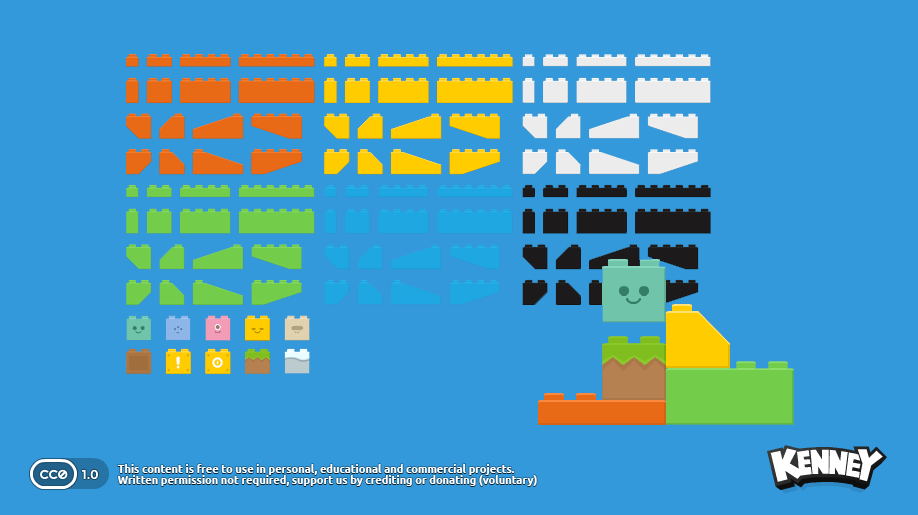 CC0 1.0
This content is free to use in personal, educational and commercial projects.
Written permission not required, support us by crediting or donating (voluntary)
KENNEY